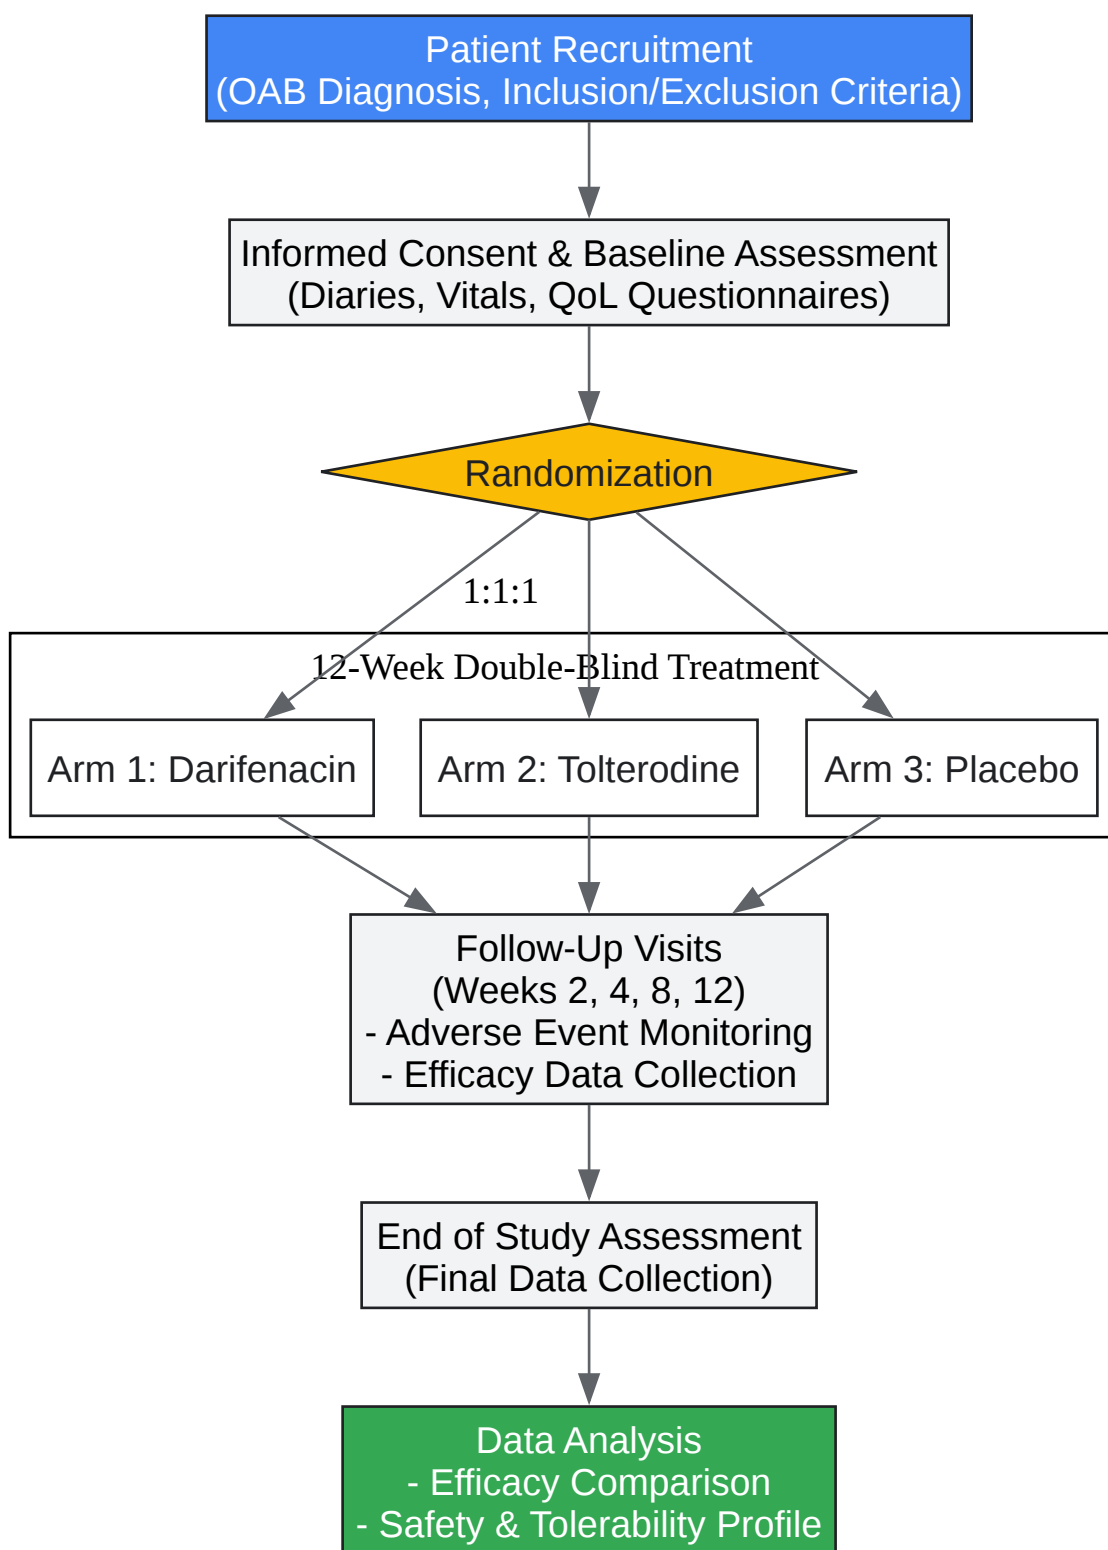 Patient Recruitment
(OAB Diagnosis, Inclusion/Exclusion Criteria)
Informed Consent & Baseline Assessment
(Diaries, Vitals, QoL Questionnaires)
Randomization
1:1:1
12-Week Double-Blind Treatment
Arm 1: Darifenacin
Arm 2: Tolterodine
Arm 3: Placebo
Follow-Up Visits
(Weeks 2, 4, 8, 12)
- Adverse Event Monitoring
- Efficacy Data Collection
End of Study Assessment
(Final Data Collection)
Data Analysis
- Efficacy Comparison
- Safety & Tolerability Profile